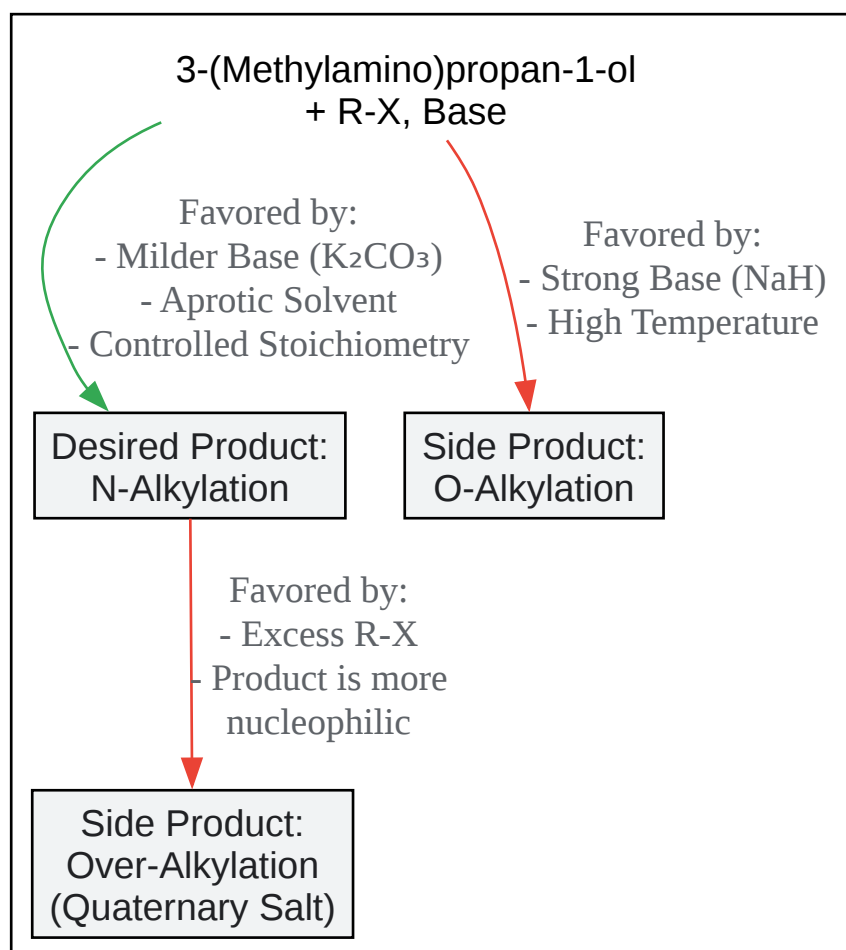 3-(Methylamino)propan-1-ol
+ R-X, Base
Favored by:
- Milder Base (K₂CO₃)
- Aprotic Solvent
- Controlled Stoichiometry
Favored by:
- Strong Base (NaH)
- High Temperature
Desired Product:
N-Alkylation
Side Product:
O-Alkylation
Favored by:
- Excess R-X
- Product is more
nucleophilic
Side Product:
Over-Alkylation
(Quaternary Salt)